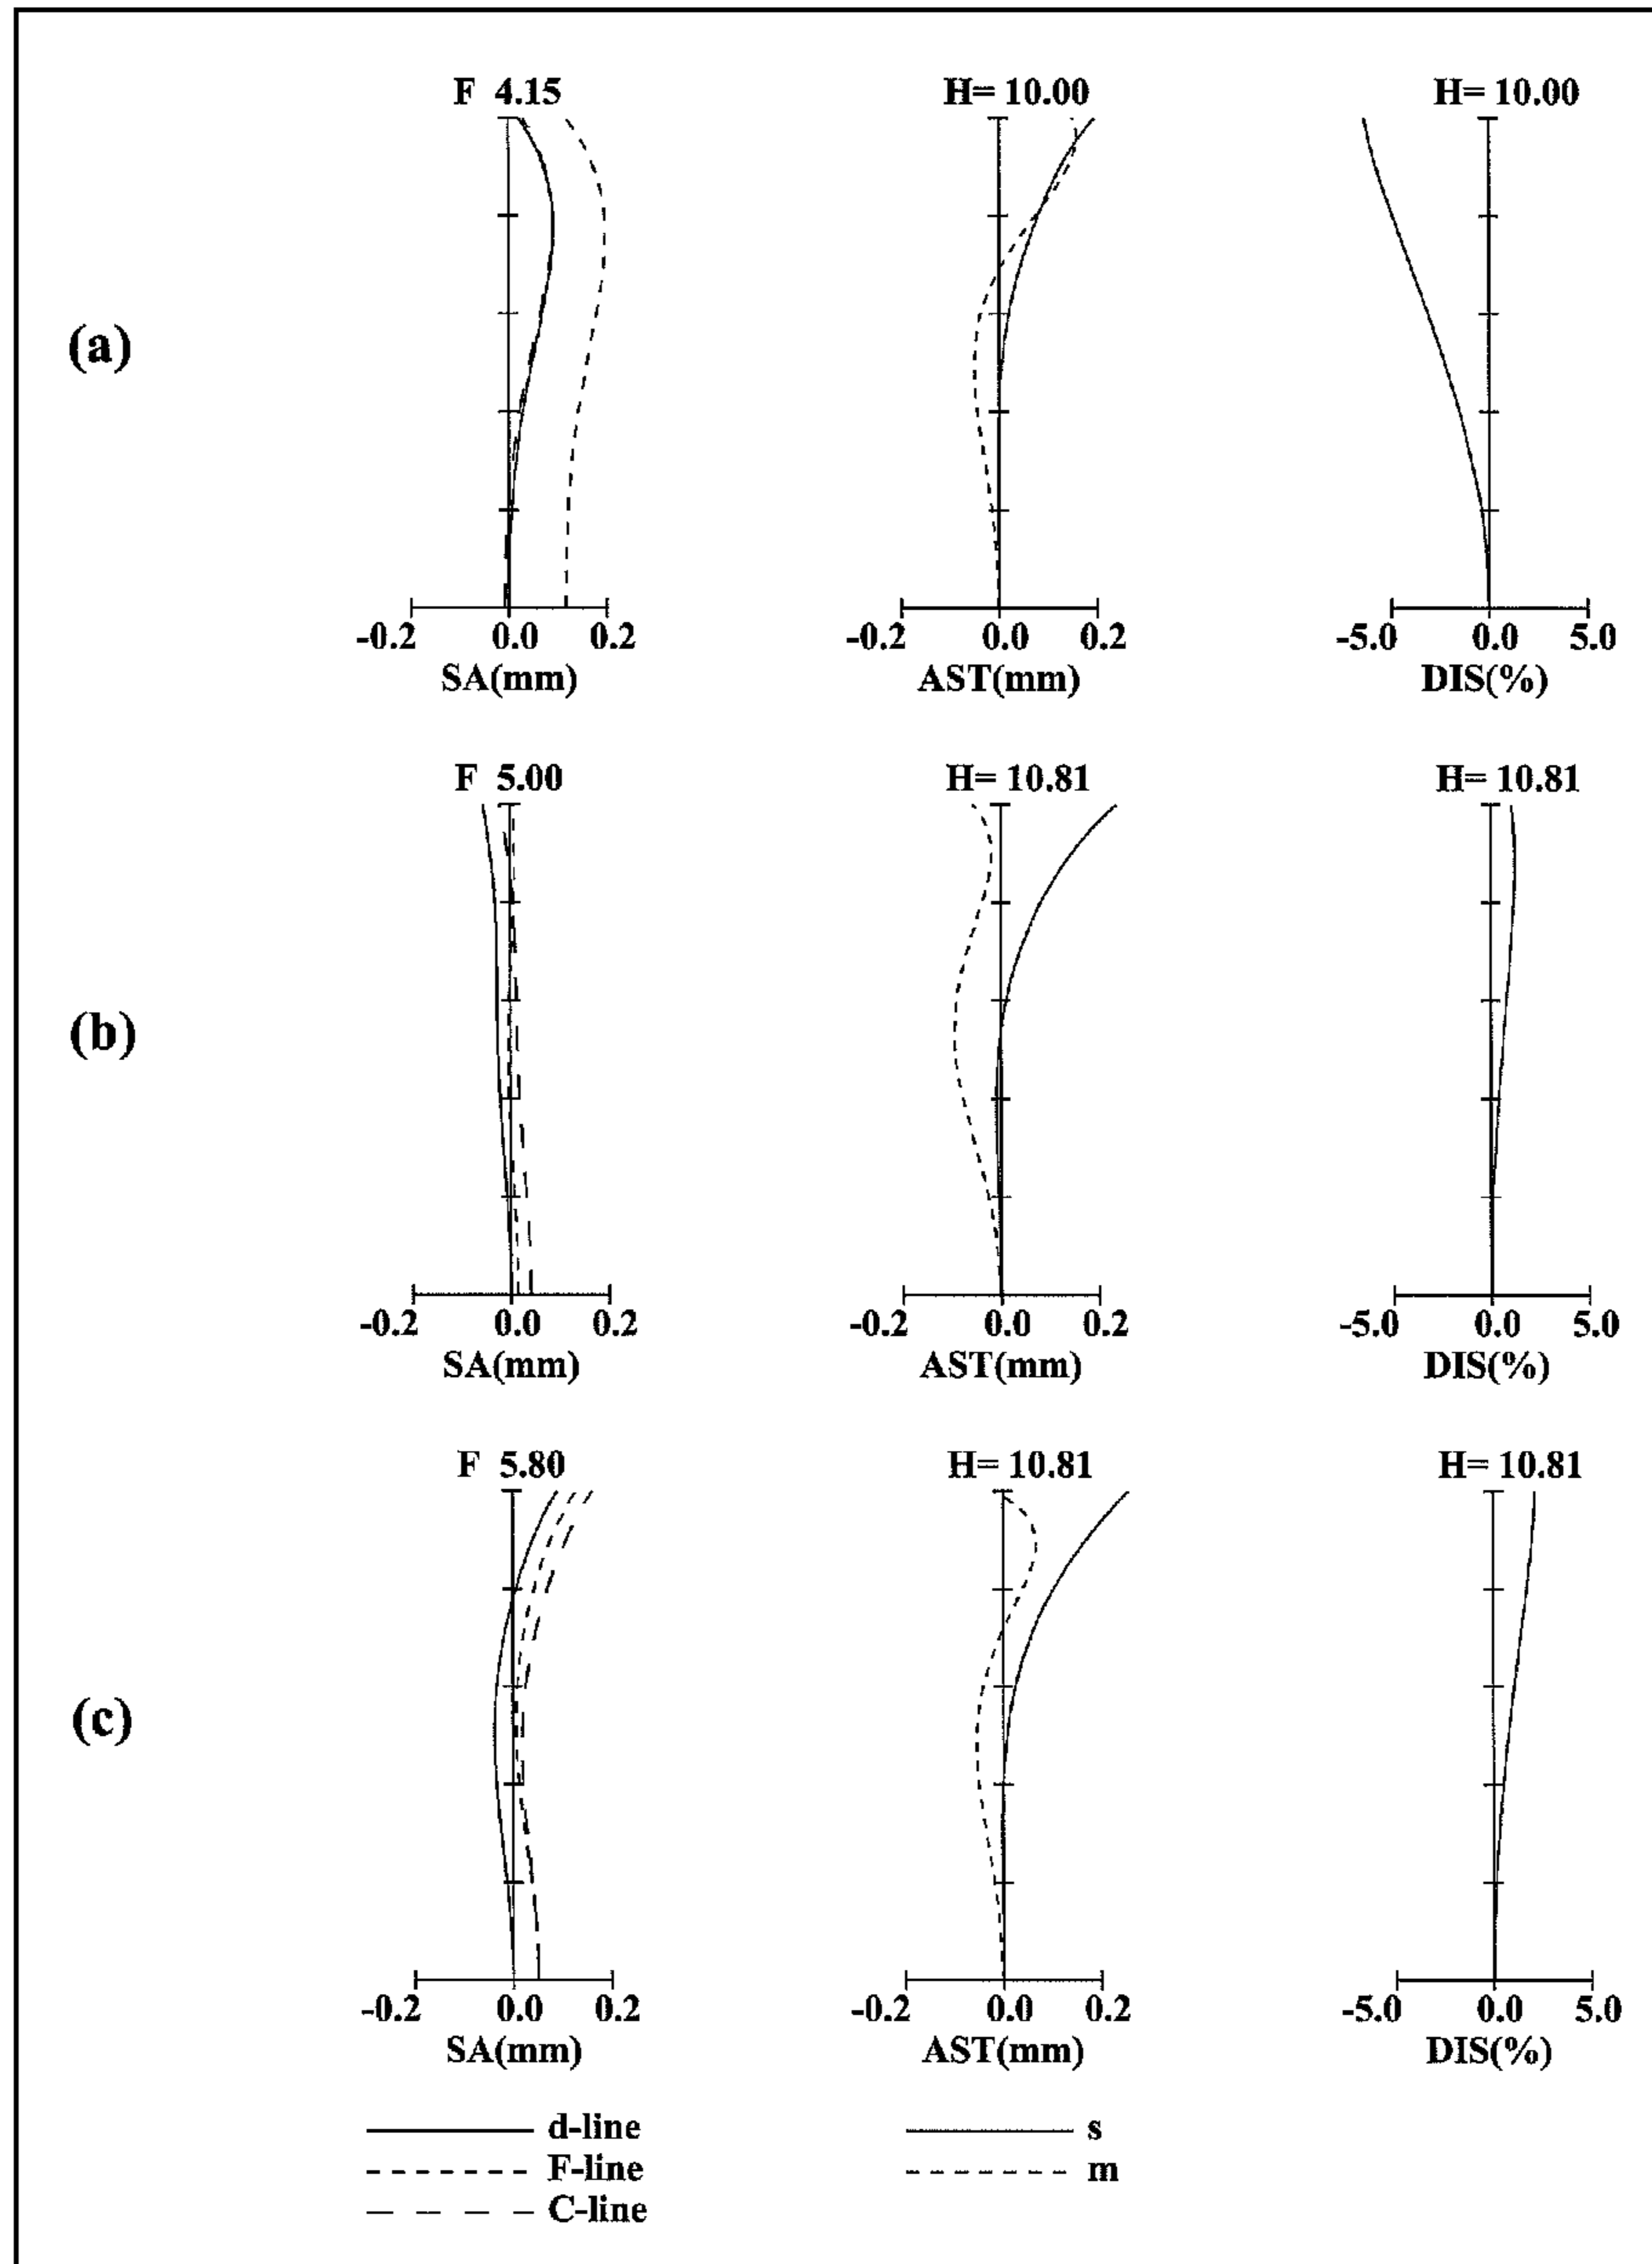 F 4.15 H= 10.00 H= 10.00
(a)
-0.2 0.0 0.2 -0.2 0.0 0.2 -5.0 0.0 5.0
SA(mm) AST(mm) DIS(%)
F 5.00 H= 10.81 H= 10.81
(b)
-0.2 0.0 0.2 -0.2 0.0 0.2 -5.0 0.0 5.0
SA(mm) AST(mm) DIS(%)
F 5.80 H= 10.81 H= 10.81
(c)
-0.2 0.0 0.2 -0.2 0.0 0.2 -5.0 0.0 5.0
SA(mm) AST(mm) DIS(%)
d-line s
F-line m
C-line